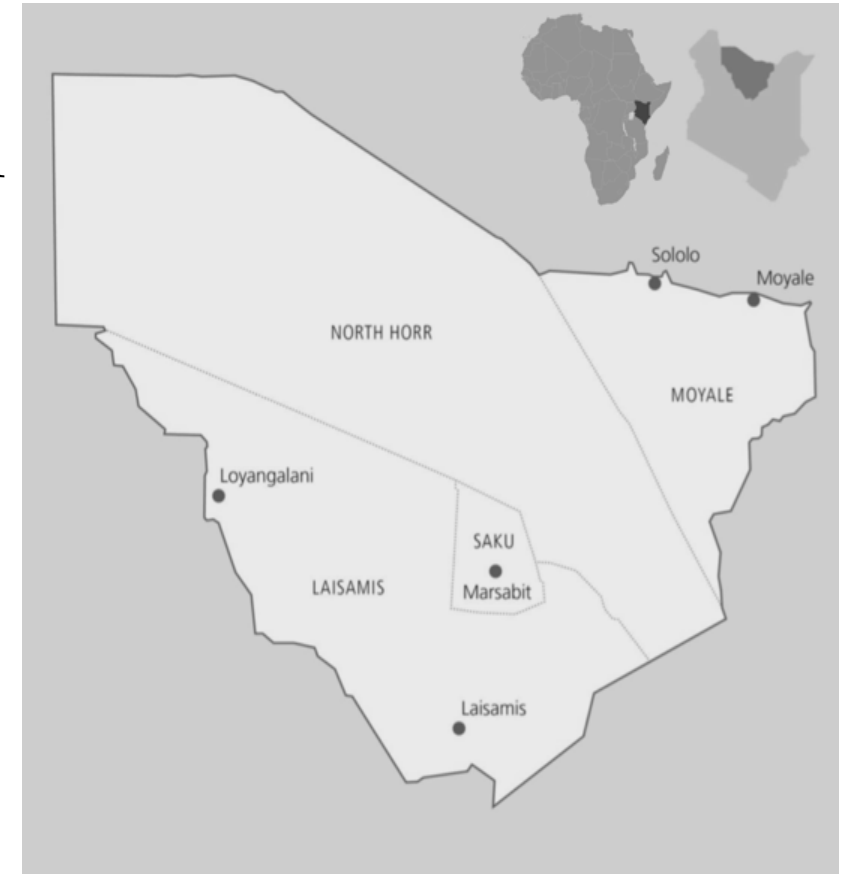 Sololo
Moyale
NORTH HORR
MOYALE
Loyangalani
SAKU
LAISAMIS
Marsabit
Laisamis